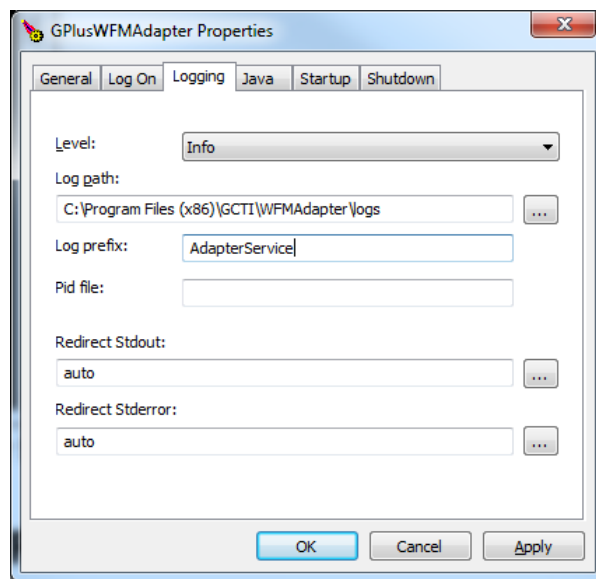 GPlusWFMAdapter Properties
General Log On Logging Java Startup Shutdown
Level: Info
Log path:
C:\Program Files (x86)\GCTI\WFMAdapter\logs ...
Log prefix: AdapterService
Pid file:
Redirect Stdout:
auto ...
Redirect Stderror:
auto ...
OK Cancel Apply